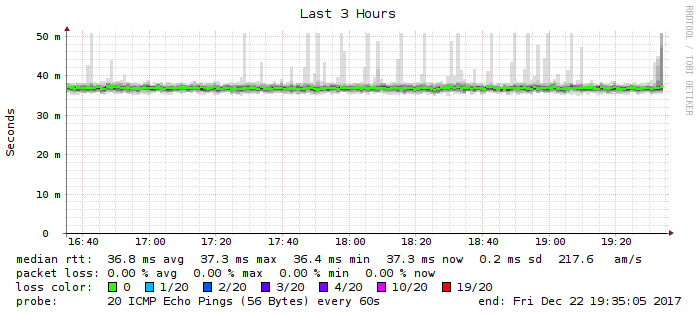 Last 3 Hours
RRDTOOL / TOBI OETIKER
Seconds
50 m
40 m
30 m
20 m
10 m
0
16:40 17:00 17:20 17:40 18:00 18:20 18:40 19:00 19:20
median rtt: 36.8 ms avg 37.3 ms max 36.4 ms min 37.3 ms now 0.2 ms sd 217.6 am/s
packet loss: 0.00 % avg 0.00 % max 0.00 % min 0.00 % now
loss color: 0 1/20 2/20 3/20 4/20 10/20 19/20
probe: 20 ICMP Echo Pings (56 Bytes) every 60s end: Fri Dec 22 19:35:05 2017